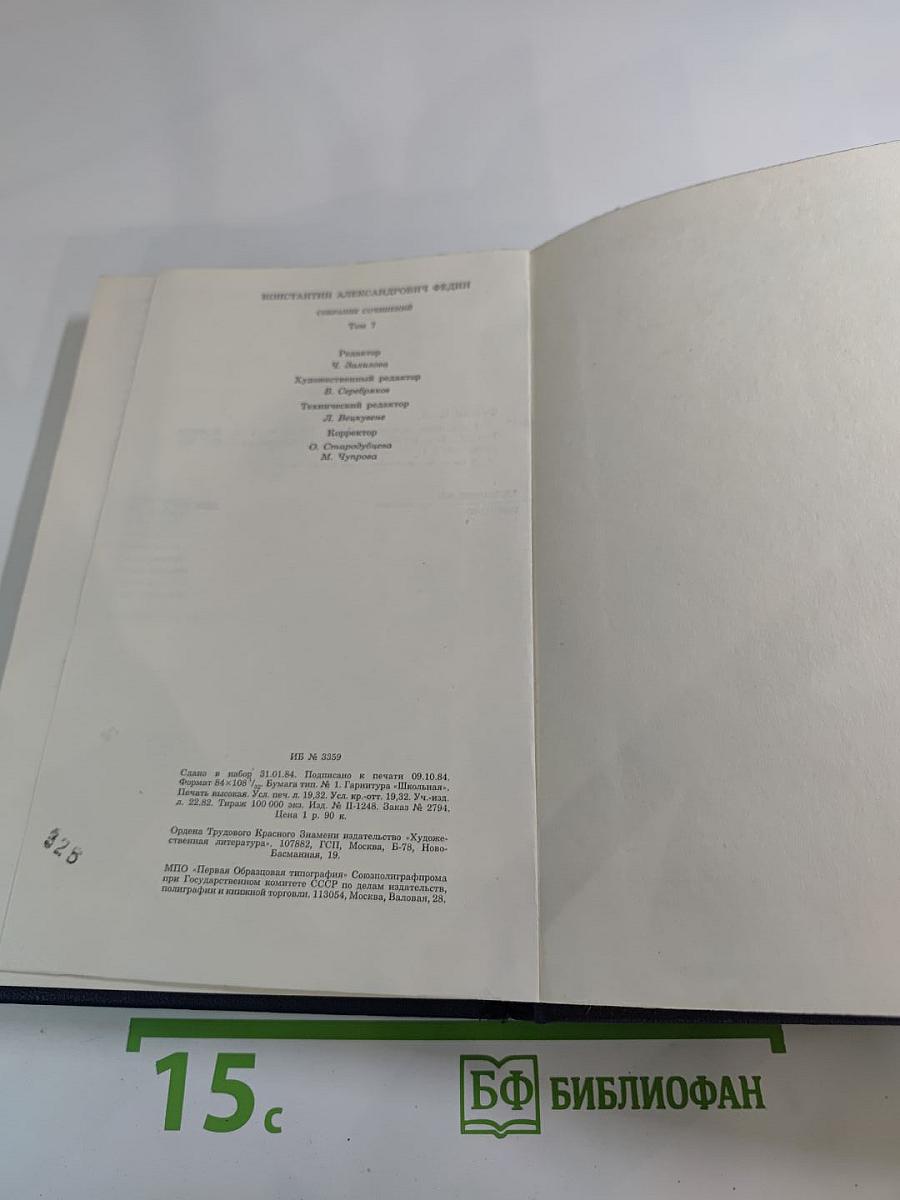 КОНСТАНТИН АЛЕКСАНДРОВИЧ ФЕДИН
СОБРАНИЕ СОЧИНЕНИЙ
Том 7
Редактор
Ч. Залилова
Художественный редактор
В. Серебряков
Технический редактор
Л. Вецкувене
Корректор
О. Стародубцева
М. Чупрова
ИБ № 3359
Сдано в набор 31.01.84. Подписано к печати 09.10.84.
Формат 84×108 1/32. Бумага тип. № 1. Гарнитура «Школьная».
Печать высокая. Усл. печ. л. 19,32. Усл. кр.-отт. 19,32. Уч.-изд.
л. 22,82. Тираж 100 000 экз. Изд. № II-1248. Заказ № 2794.
Цена 1 р. 90 к.
Ордена Трудового Красного Знамени издательство «Художе-
ственная литература». 107882, ГСП, Москва, Б-78, Ново-
Басманная, 19.
МПО «Первая Образцовая типография» Союзполиграфпрома
при Государственном комитете СССР по делам издательств,
полиграфии и книжной торговли. 113054, Москва, Валовая, 28.
32Б
15 с
БФ БИБЛИОФАН